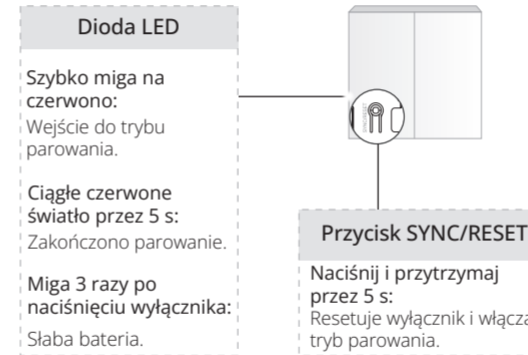 Dioda LED
Szybko miga na
czerwono:
Wejście do trybu
parowania.
Ciągłe czerwone
światło przez 5 s:
Zakończono parowanie.
Miga 3 razy po
naciśnięciu wyłącznika:
Słaba bateria.
Przycisk SYNC/RESET
Naciśnij i przytrzymaj
przez 5 s:
Resetuje wyłącznik i włącza
tryb parowania.